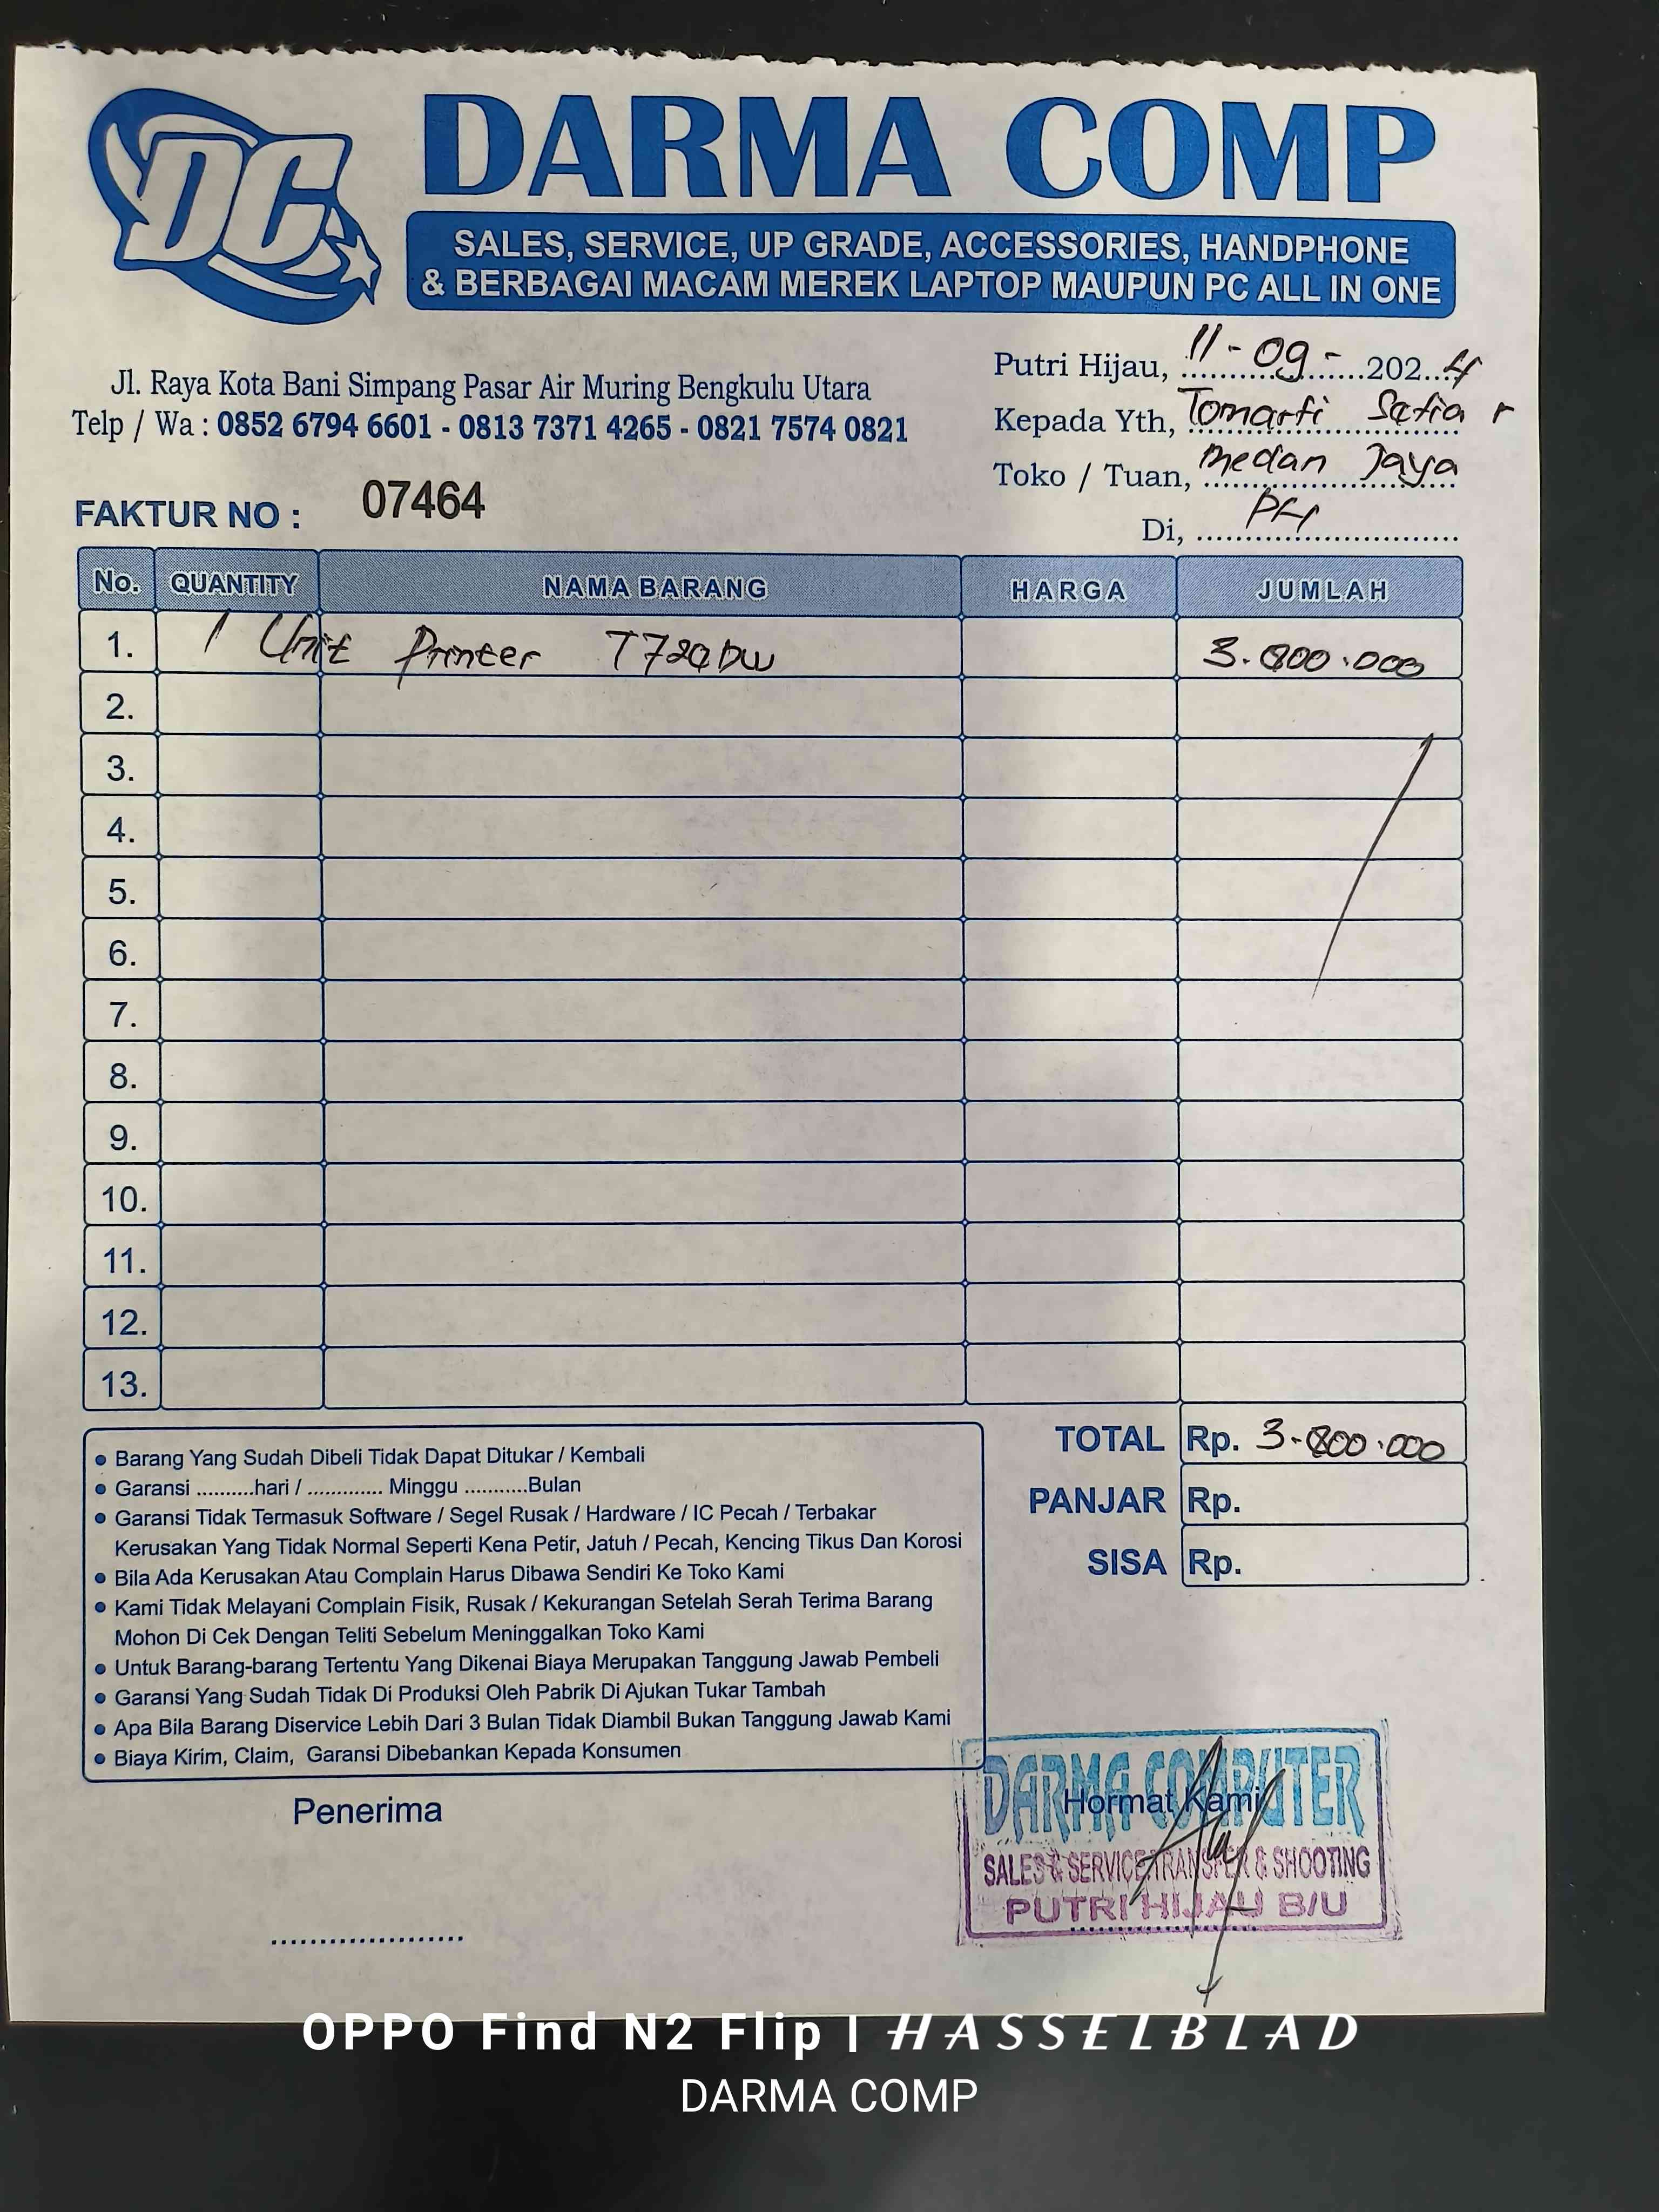 DC
DARMA COMP
SALES, SERVICE, UP GRADE, ACCESSORIES, HANDPHONE
& BERBAGAI MACAM MEREK LAPTOP MAUPUN PC ALL IN ONE
Jl. Raya Kota Bani Simpang Pasar Air Muring Bengkulu Utara
Telp / Wa : 0852 6794 6601 - 0813 7371 4265 - 0821 7574 0821
Putri Hijau, 11-09-2024
Kepada Yth, Tomarfi Satia r
Toko / Tuan, Medan Jaya
Di, PH
FAKTUR NO : 07464
No. QUANTITY NAMA BARANG HARGA JUMLAH
1. 1 Unit Printer T720DW 3.800.000
2.
3.
4.
5.
6.
7.
8.
9.
10.
11.
12.
13.
TOTAL Rp. 3.800.000
PANJAR Rp.
SISA Rp.
• Barang Yang Sudah Dibeli Tidak Dapat Ditukar / Kembali
• Garansi ..........hari / ............. Minggu ...........Bulan
• Garansi Tidak Termasuk Software / Segel Rusak / Hardware / IC Pecah / Terbakar
Kerusakan Yang Tidak Normal Seperti Kena Petir, Jatuh / Pecah, Kencing Tikus Dan Korosi
• Bila Ada Kerusakan Atau Complain Harus Dibawa Sendiri Ke Toko Kami
• Kami Tidak Melayani Complain Fisik, Rusak / Kekurangan Setelah Serah Terima Barang
Mohon Di Cek Dengan Teliti Sebelum Meninggalkan Toko Kami
• Untuk Barang-barang Tertentu Yang Dikenai Biaya Merupakan Tanggung Jawab Pembeli
• Garansi Yang Sudah Tidak Di Produksi Oleh Pabrik Di Ajukan Tukar Tambah
• Apa Bila Barang Diservice Lebih Dari 3 Bulan Tidak Diambil Bukan Tanggung Jawab Kami
• Biaya Kirim, Claim, Garansi Dibebankan Kepada Konsumen
Penerima
Hormat Kami
DARMA COMPUTER
SALES & SERVICE TRANSFER & SHOOTING
PUTRI HIJAU B/U
OPPO Find N2 Flip | HASSELBLAD
DARMA COMP